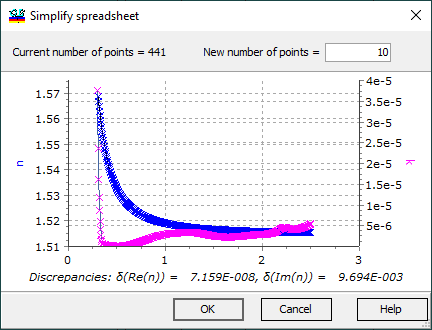 Simplify spreadsheet
Current number of points = 441 New number of points = 10
1.57
1.56
1.55
1.54
1.53
1.52
1.51
n
4e-5
3.5e-5
3e-5
2.5e-5
2e-5
1.5e-5
1e-5
5e-6
k
0 1 2 3
Discrepancies: δ(Re(n)) = 7.159E-008, δ(Im(n)) = 9.694E-003
OK Cancel Help